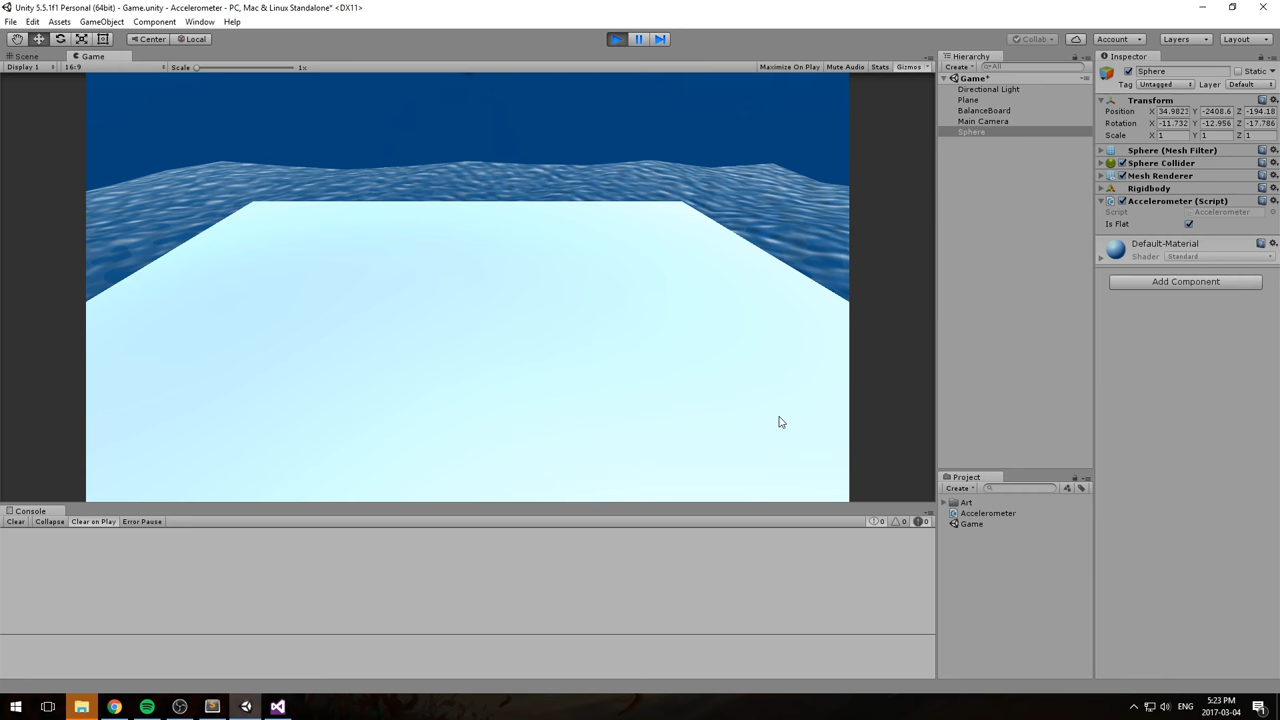 Unity 5.5.1f1 Personal (64bit) - Game.unity - Accelerometer - PC, Mac & Linux Standalone* <DX11>
File Edit Assets GameObject Component Window Help
Center Local Collab Account Layers Layout
Scene Game
Display 1 16:9 Scale 1x Maximize On Play Mute Audio Stats Gizmos
Hierarchy
Create All
Game*
Directional Light
Plane
BalanceBoard
Main Camera
Sphere
Inspector
Sphere Static
Tag Untagged Layer Default
Transform
Position X 34.9823 Y -2408.6 Z -194.18
Rotation X -11.732 Y -12.956 Z -17.786
Scale X 1 Y 1 Z 1
Sphere (Mesh Filter)
Sphere Collider
Mesh Renderer
Rigidbody
Accelerometer (Script)
Script Accelerometer
Is Flat
Default-Material
Shader Standard
Add Component
Project
Create
Art
Accelerometer
Game
Console
Clear Collapse Clear on Play Error Pause 0 0 0
ENG 5:23 PM
2017-03-04
1